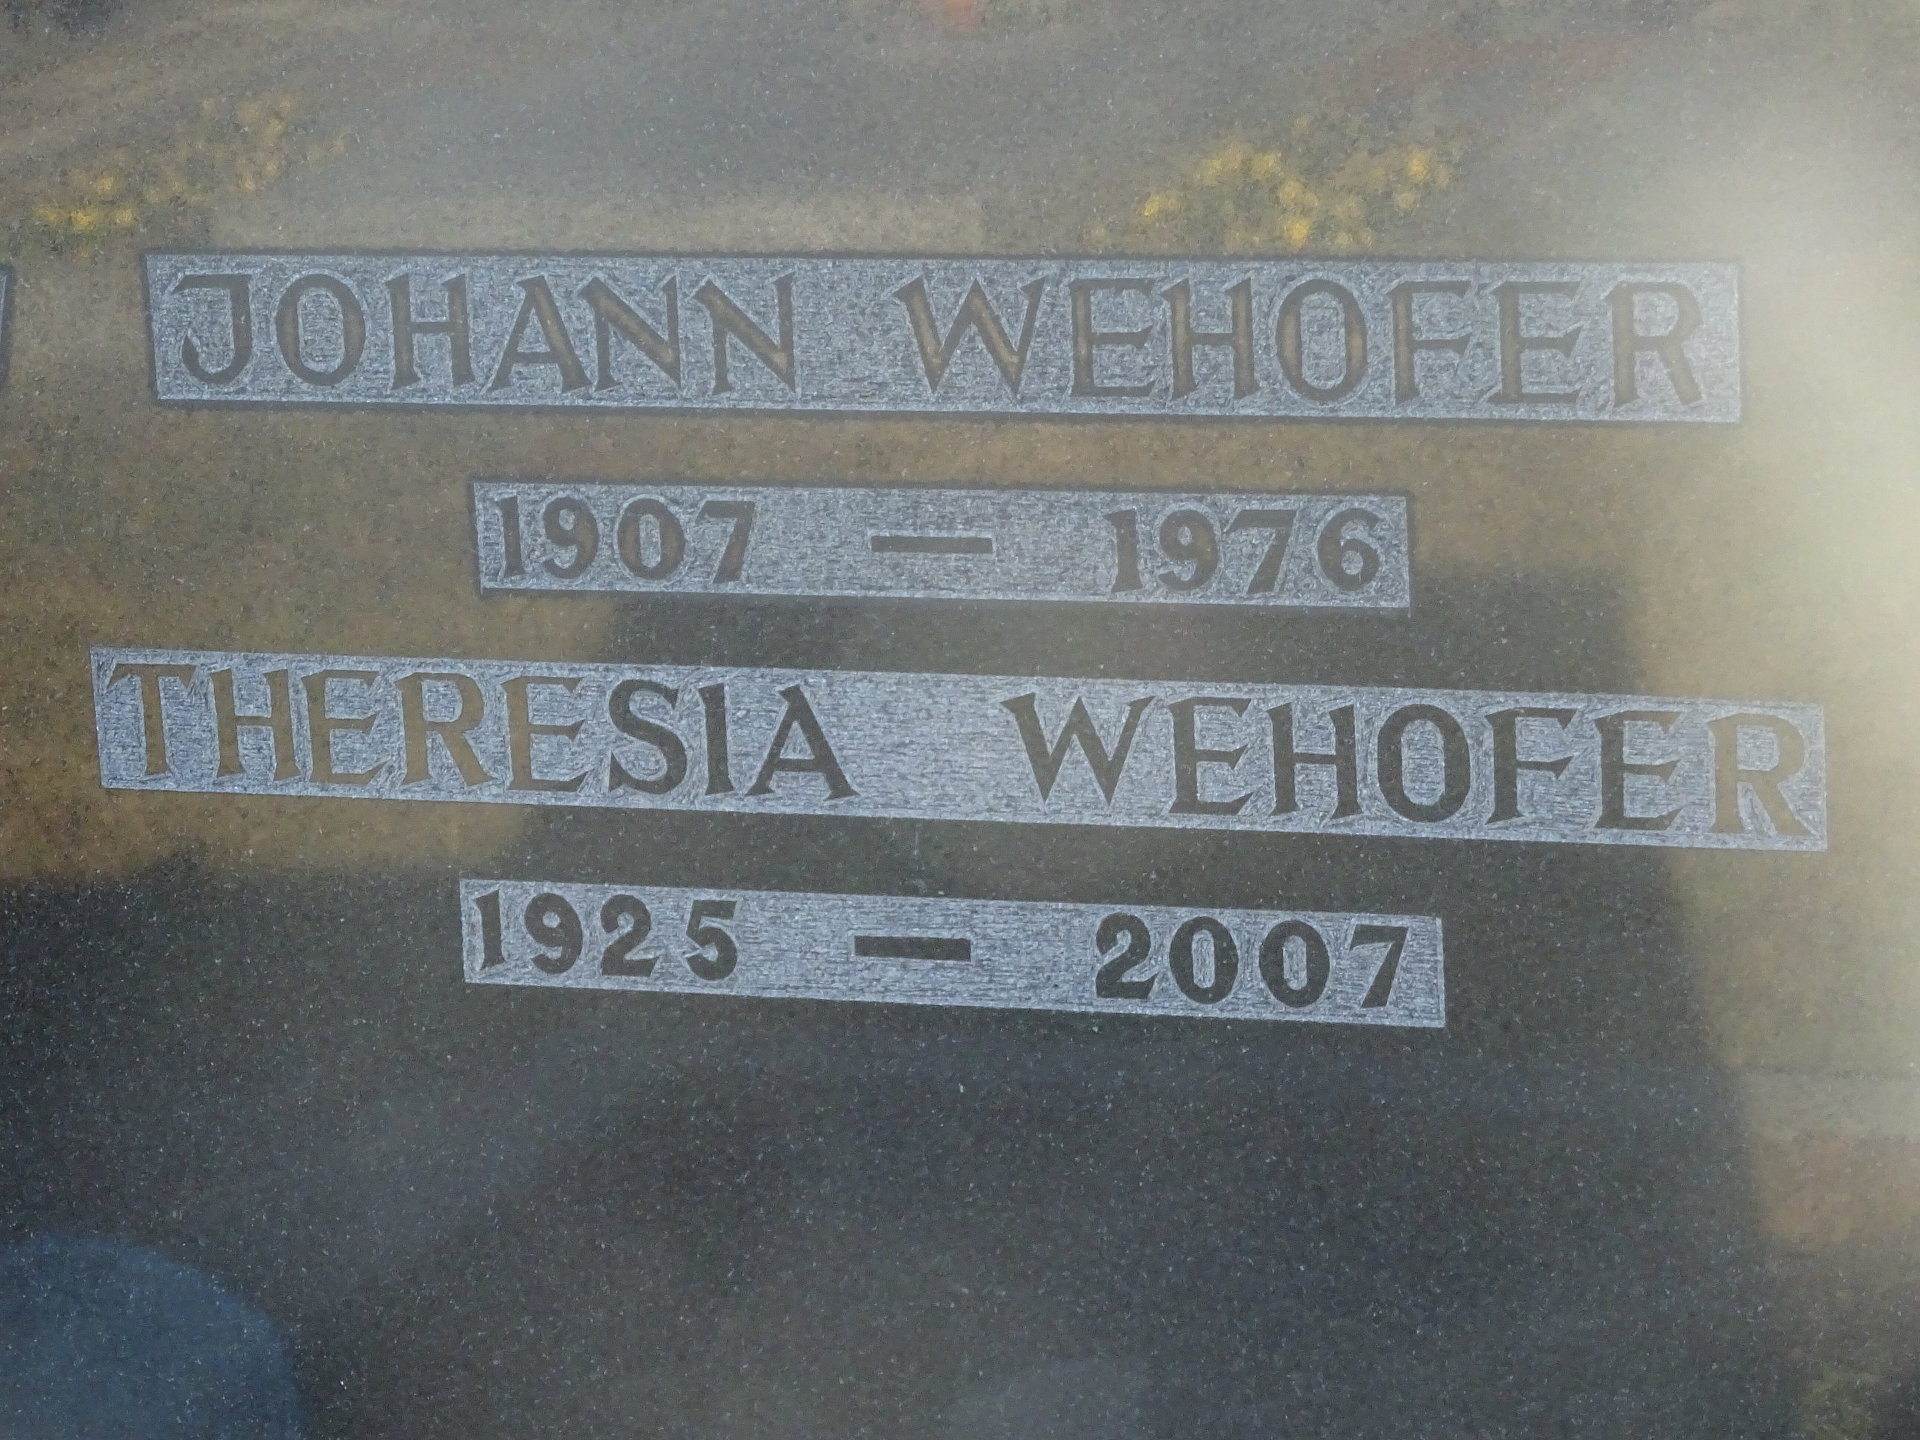 JOHANN WEHOFER
1907 — 1976
THERESIA WEHOFER
1925 — 2007